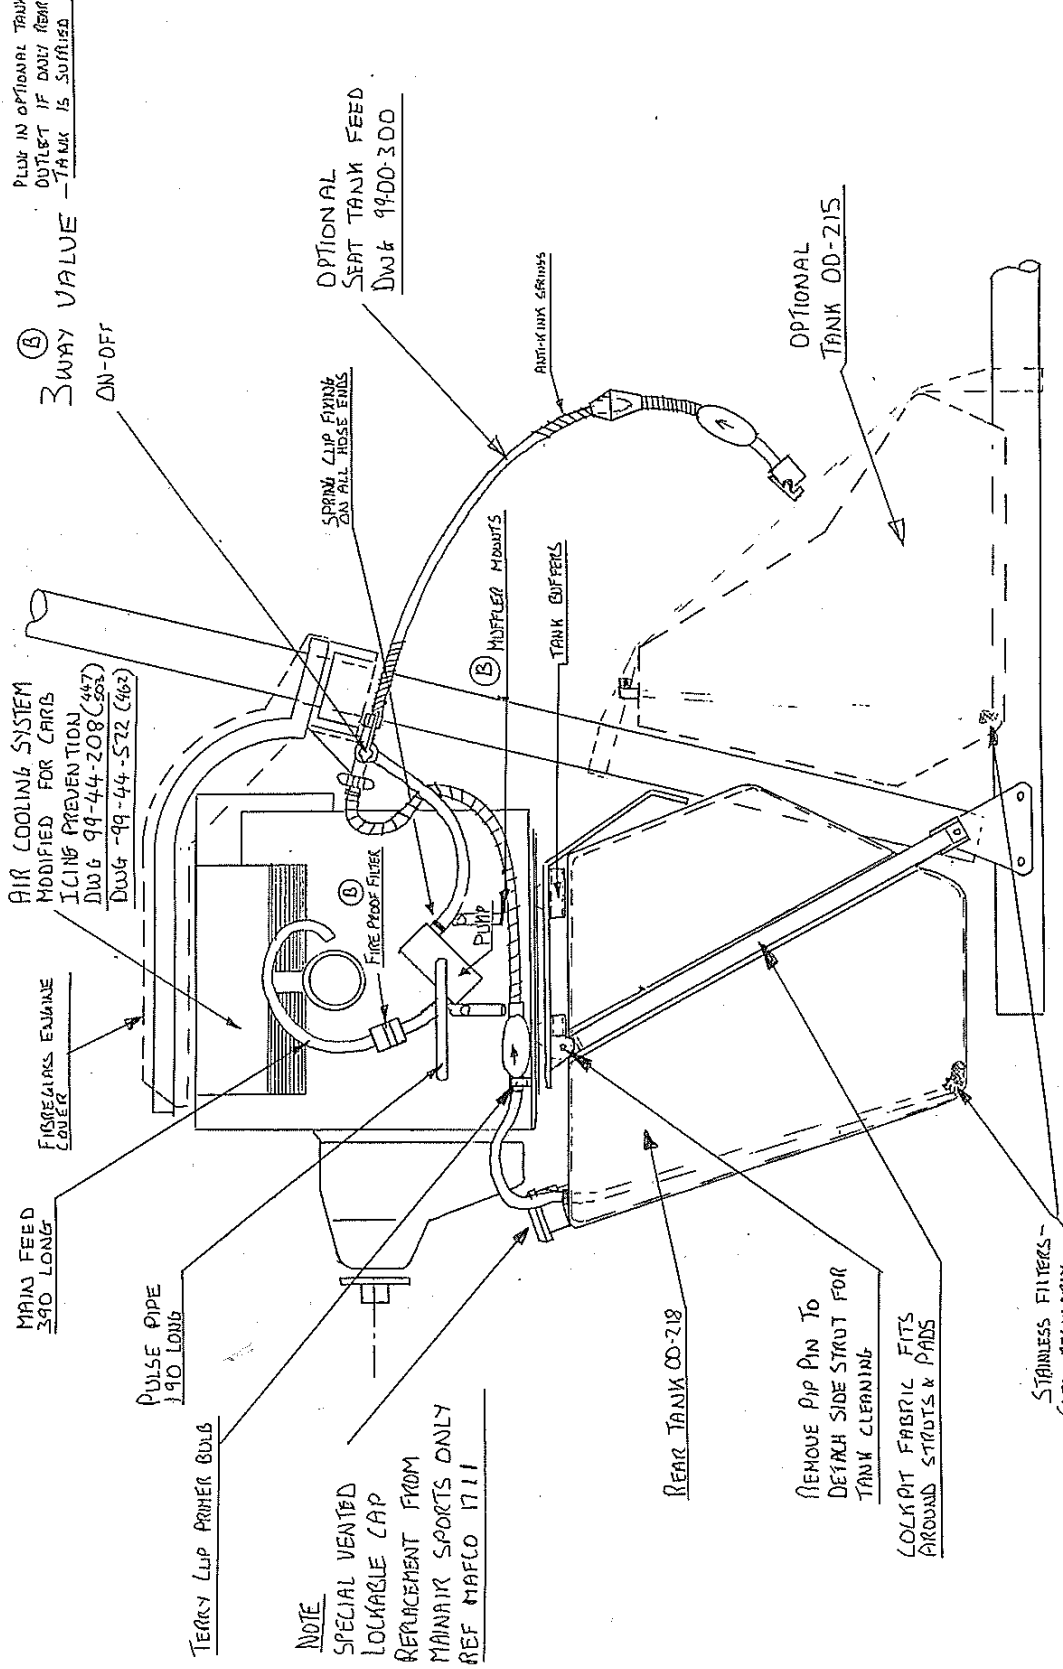 PLUG IN OPTIONAL TANK
OUTLET IF ONLY REAR
TANK IS SUPPLIED
B
3WAY VALUE -
ON-OFF
OPTIONAL
SEAT TANK FEED
DWG 99-00-300
SPRING CLIP FIXING
ON ALL HOSE ENDS
ANTI-KINK SPRINGS
OPTIONAL
TANK OD-215
B MUFFLER MOUNTS
TANK BUFFERS
AIR COOLING SYSTEM
MODIFIED FOR CARB
ICING PREVENTION
DWG 99-44-208 (447)
(503)
DWG -99-44-522 (462)
FIBREGLASS ENGINE
COVER
B
FIRE PROOF FILTER
PUMP
MAIN FEED
390 LONG
PULSE PIPE
190 LONG
TERRY CLIP PRIMER BULB
NOTE
SPECIAL VENTED
LOCKABLE CAP
REPLACEMENT FROM
MAINAIR SPORTS ONLY
REF MAFCO 1711
REAR TANK OD-218
REMOVE PIP PIN TO
DETACH SIDE STRUT FOR
TANK CLEANING
COCKPIT FABRIC FITS
AROUND STRUTS & PADS
STAINLESS FILTERS-